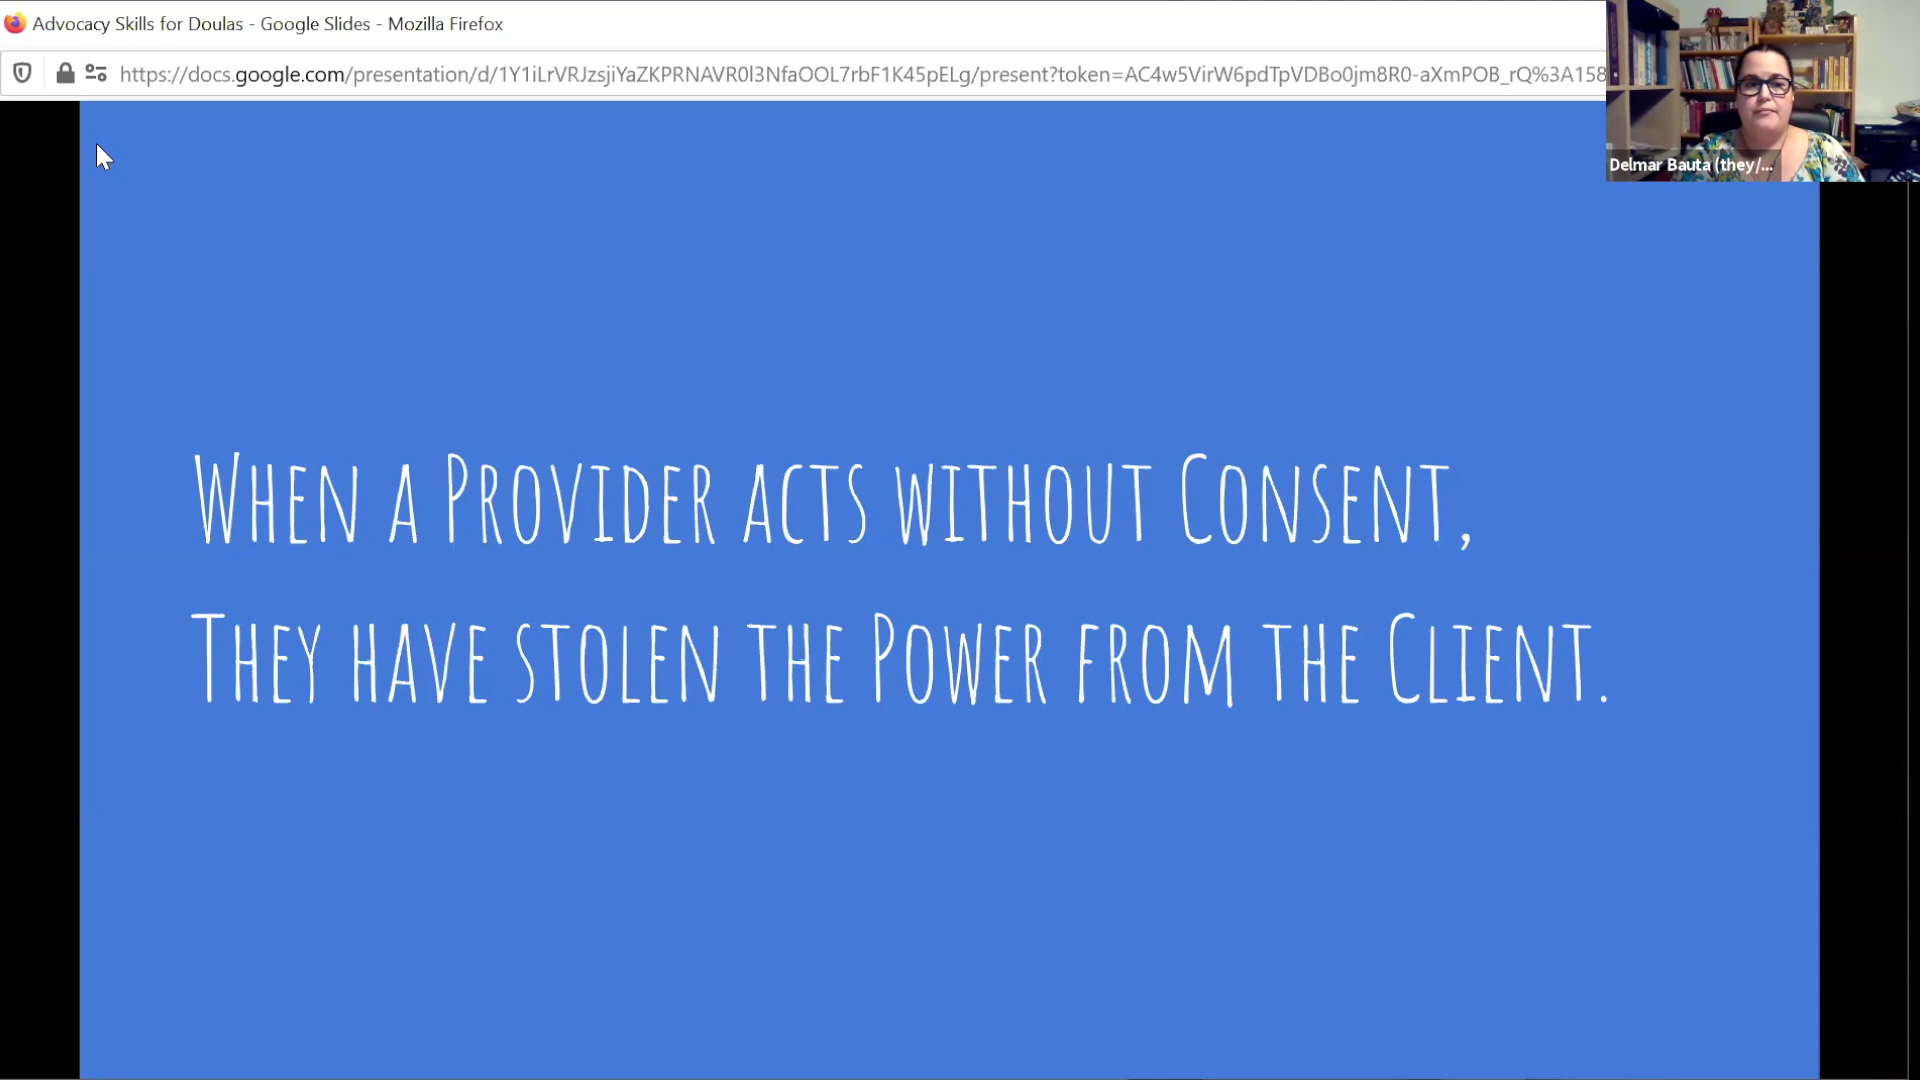 Advocacy Skills for Doulas - Google Slides - Mozilla Firefox
https://docs.google.com/presentation/d/1Y1iLrVRJzsjiYaZKPRNAVR0l3NfaOOL7rbF1K45pELg/present?token=AC4w5VirW6pdTpVDBo0jm8R0-aXmPOB_rQ%3A158
Delmar Bauta (they/...
When a Provider acts without Consent,
They have stolen the Power from the Client.